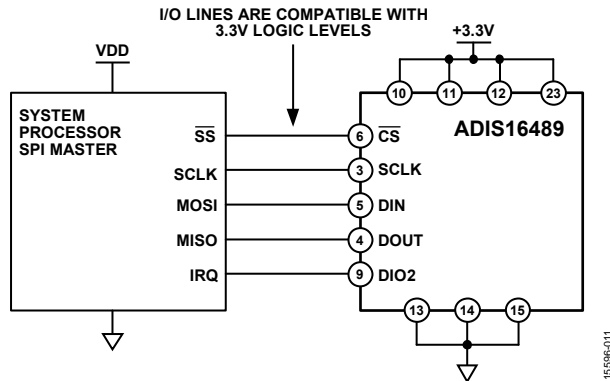 I/O LINES ARE COMPATIBLE WITH
3.3V LOGIC LEVELS
VDD
+3.3V
10 11 12 23
SYSTEM
PROCESSOR
SPI MASTER
ADIS16489
SS 6 CS
SCLK 3 SCLK
MOSI 5 DIN
MISO 4 DOUT
IRQ 9 DIO2
13 14 15
15596-011